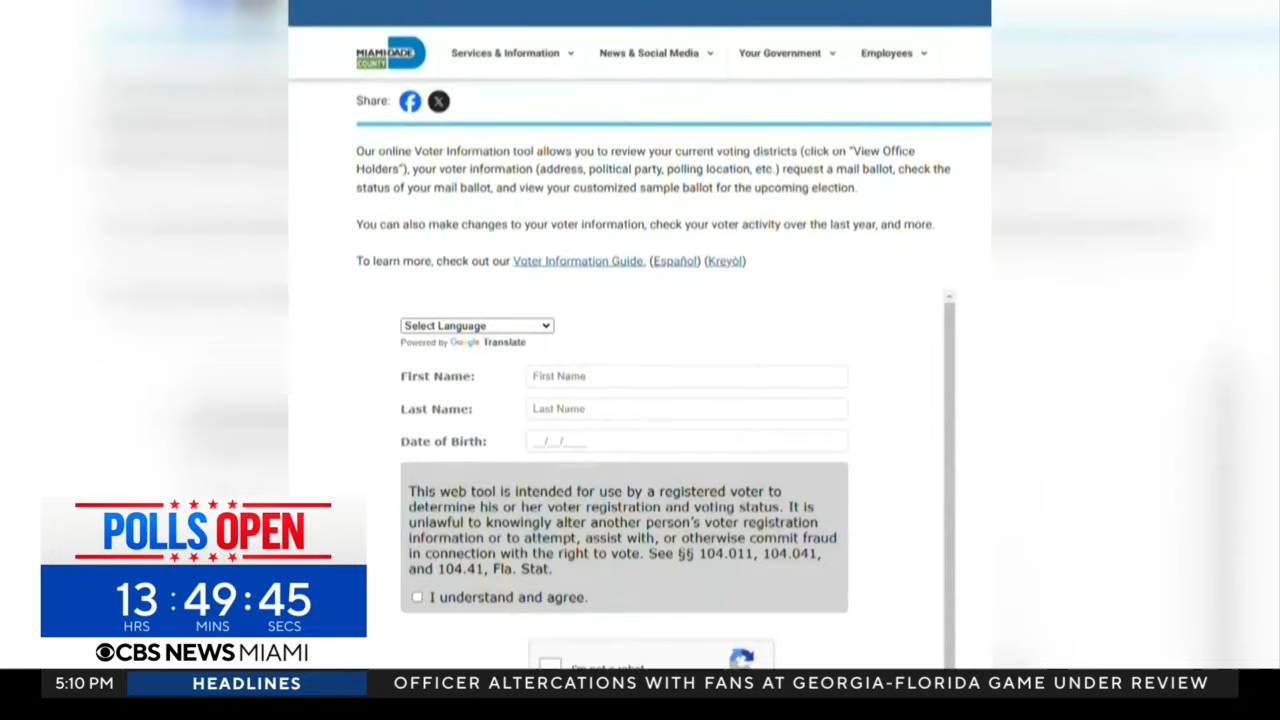 MIAMI-DADE
COUNTY
Services & Information
News & Social Media
Your Government
Employees
Share:
Our online Voter Information tool allows you to review your current voting districts (click on "View Office
Holders"), your voter information (address, political party, polling location, etc.) request a mail ballot, check the
status of your mail ballot, and view your customized sample ballot for the upcoming election.
You can also make changes to your voter information, check your voter activity over the last year, and more.
To learn more, check out our Voter Information Guide. (Español) (Kreyòl)
Select Language
Powered by Google Translate
First Name: First Name
Last Name: Last Name
Date of Birth: __/__/____
This web tool is intended for use by a registered voter to
determine his or her voter registration and voting status. It is
unlawful to knowingly alter another person's voter registration
information or to attempt, assist with, or otherwise commit fraud
in connection with the right to vote. See §§ 104.011, 104.041,
and 104.41, Fla. Stat.
I understand and agree.
I'm not a robot
POLLS OPEN
13 : 49 : 45
HRS MINS SECS
CBS NEWS MIAMI
5:10 PM HEADLINES OFFICER ALTERCATIONS WITH FANS AT GEORGIA-FLORIDA GAME UNDER REVIEW